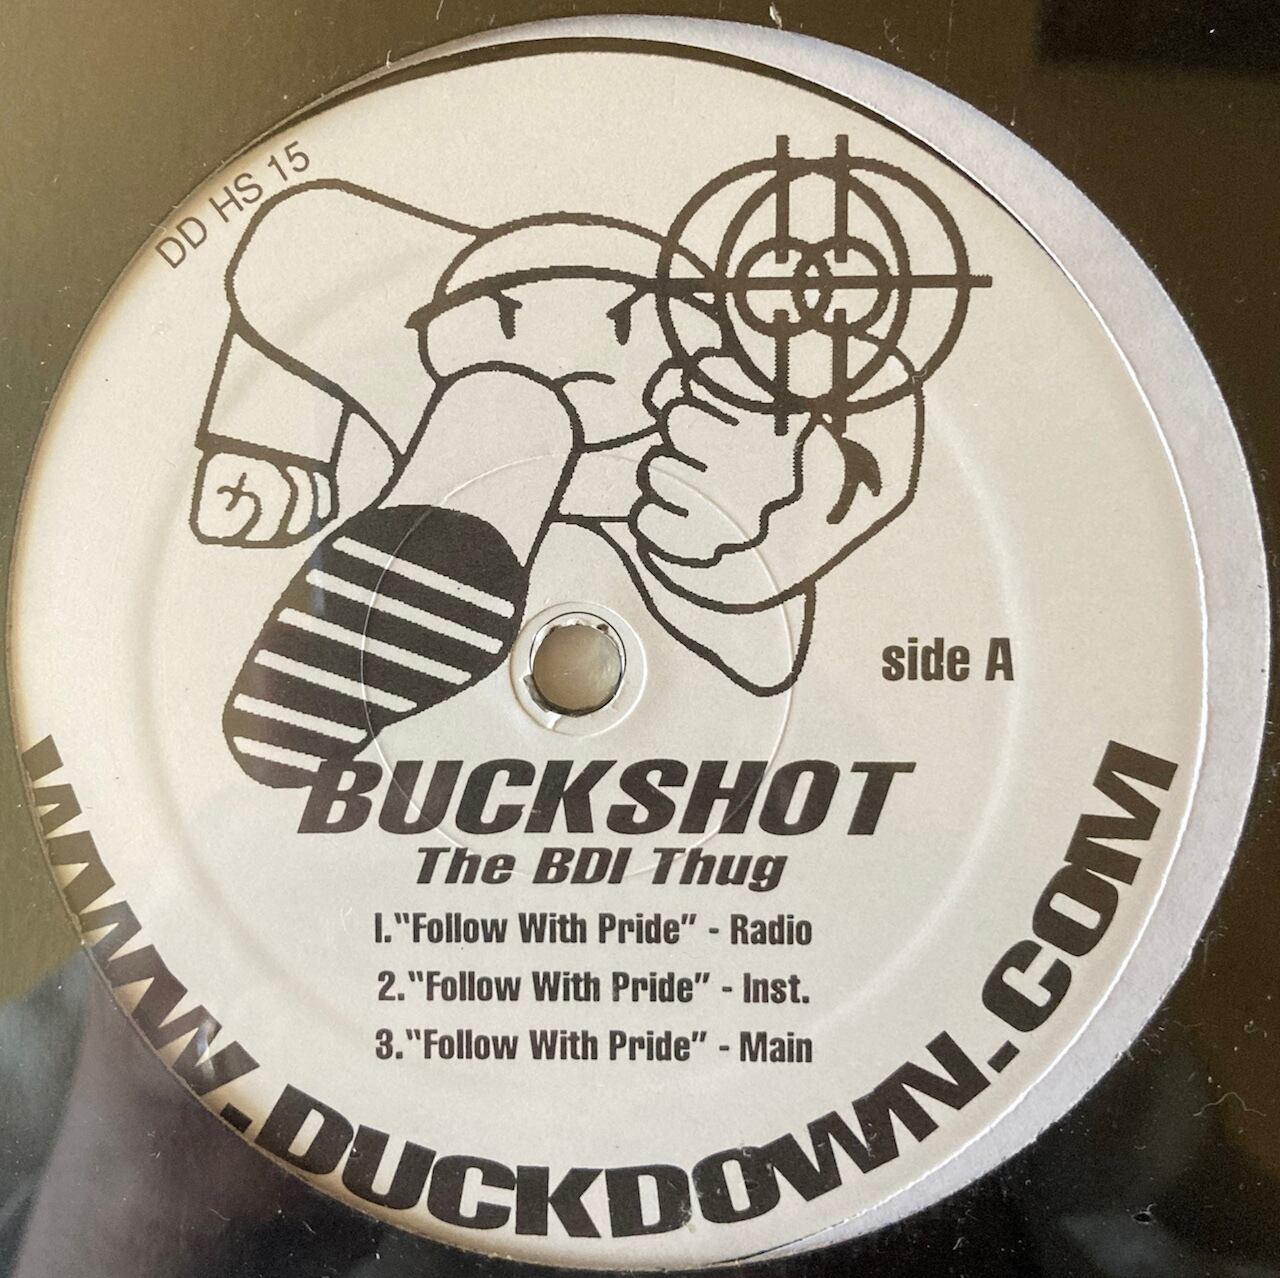 DD HS 15
side A
BUCKSHOT
The BDI Thug
1. "Follow With Pride" - Radio
2. "Follow With Pride" - Inst.
3. "Follow With Pride" - Main
WWW.DUCKDOWN.COM